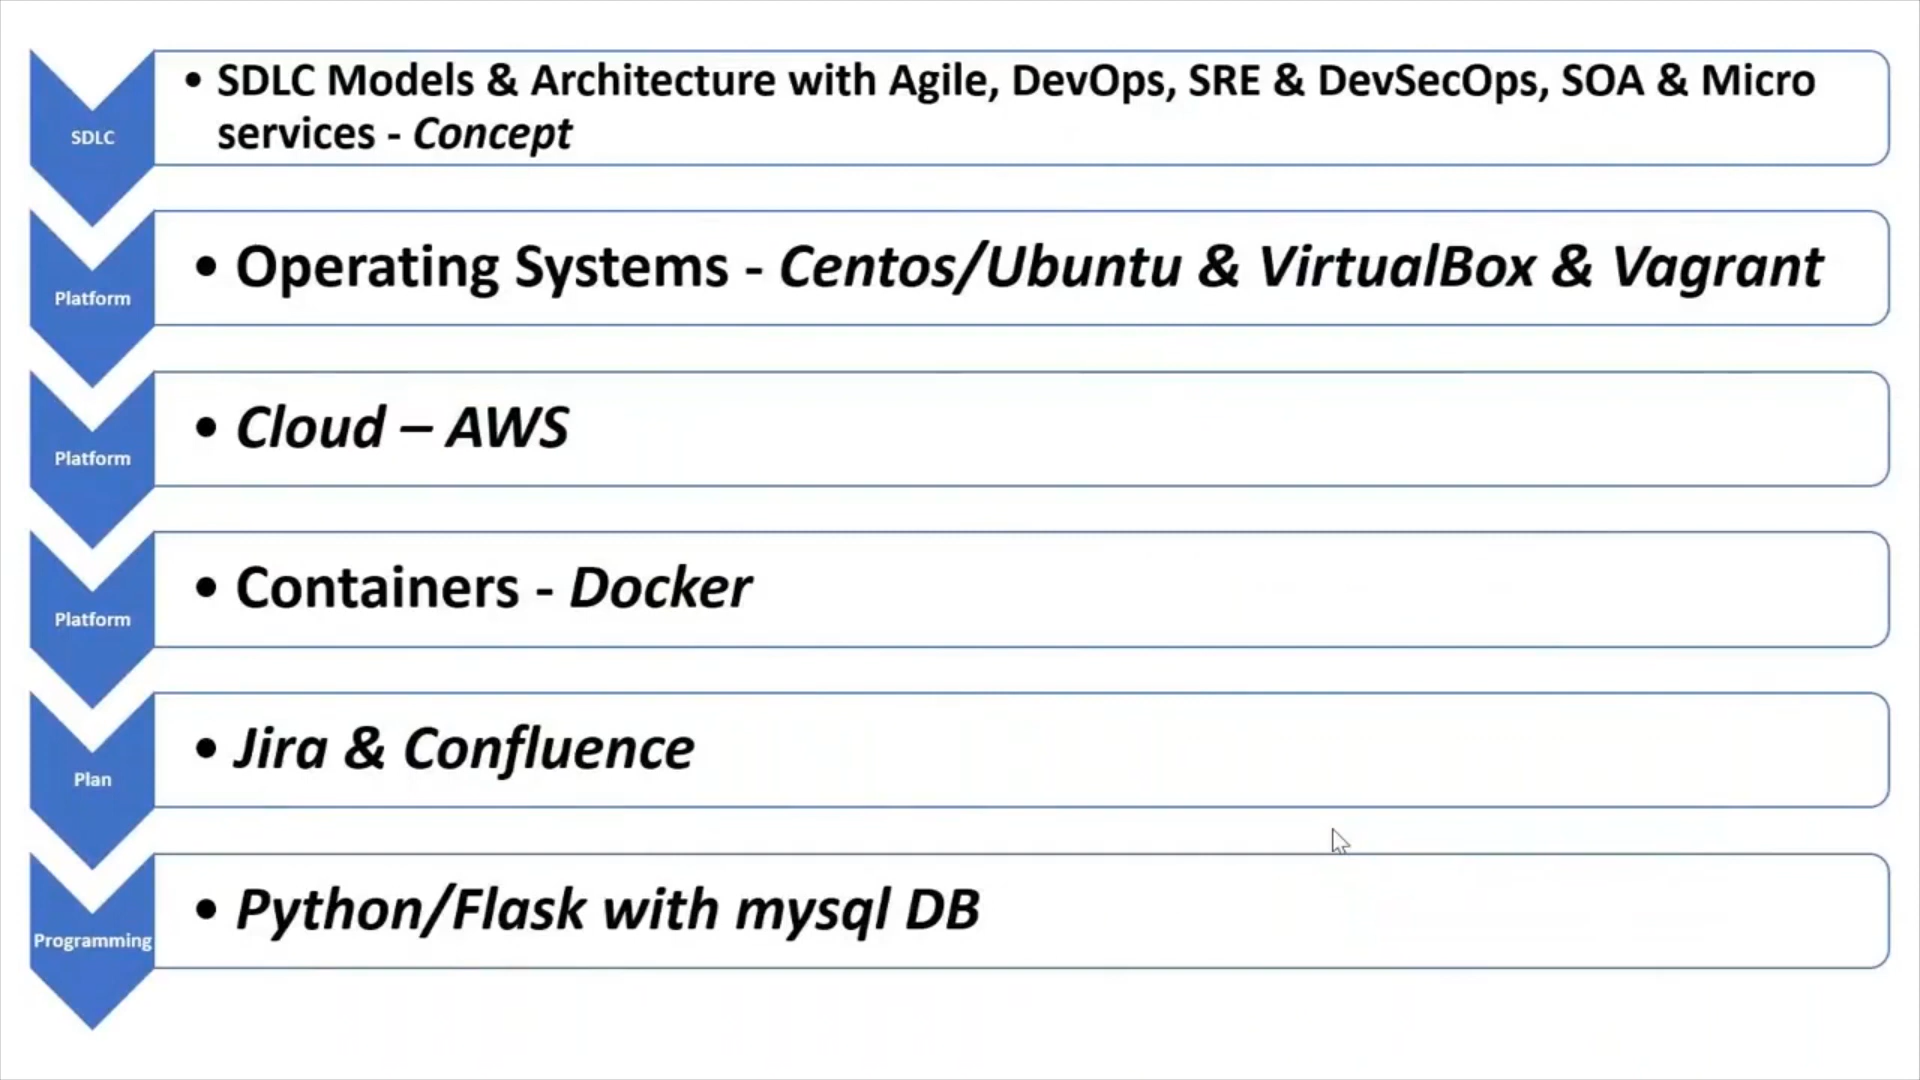 SDLC
• SDLC Models & Architecture with Agile, DevOps, SRE & DevSecOps, SOA & Micro
services - Concept
Platform
• Operating Systems - Centos/Ubuntu & VirtualBox & Vagrant
Platform
• Cloud – AWS
Platform
• Containers - Docker
Plan
• Jira & Confluence
Programming
• Python/Flask with mysql DB